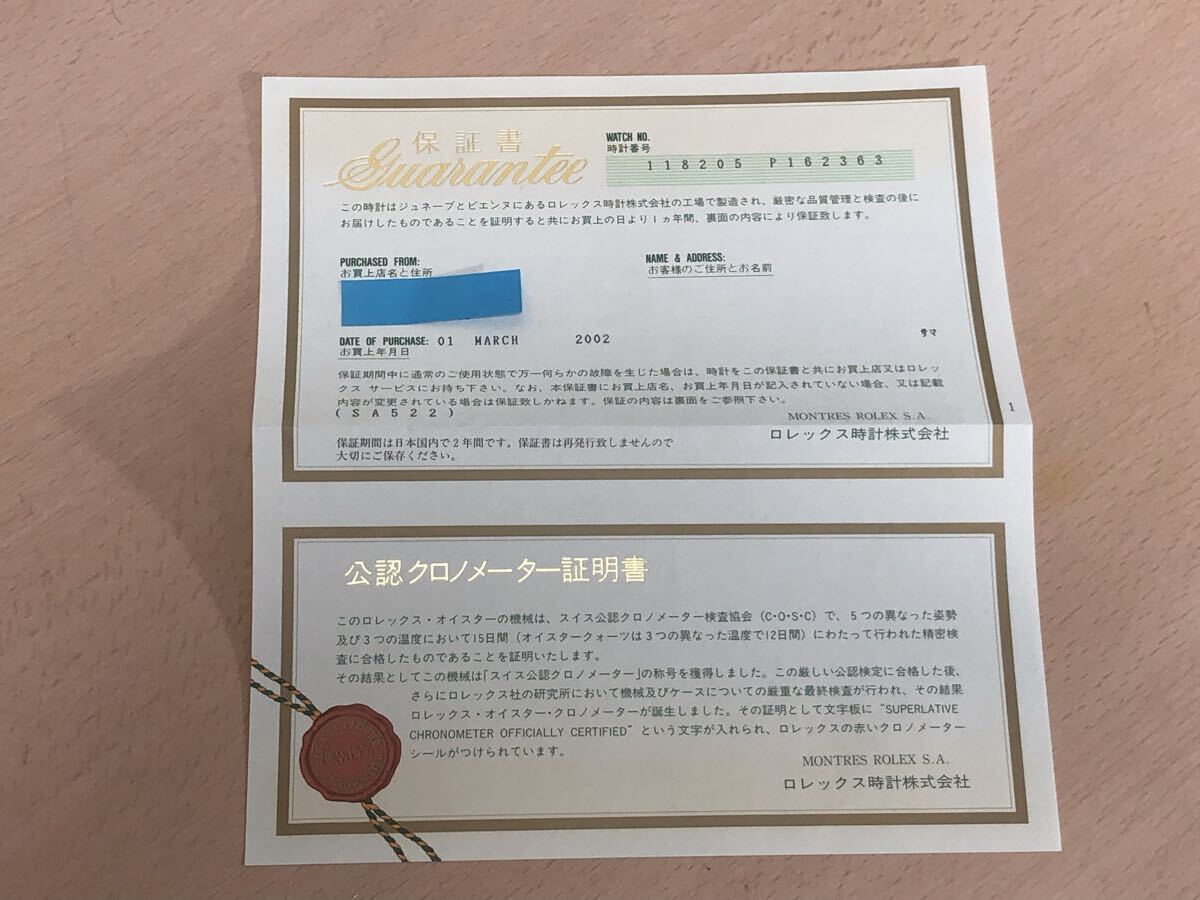 保証書
Guarantee
WATCH NO.
時計番号
118205 P162363
この時計はジュネーブとビエンヌにあるロレックス時計株式会社の工場で製造され、厳密な品質管理と検査の後に
お届けしたものであることを証明すると共にお買上の日より1ヵ年間、裏面の内容により保証致します。
PURCHASED FROM:
お買上店名と住所
NAME & ADDRESS:
お客様のご住所とお名前
DATE OF PURCHASE: 01 MARCH 2002
お買上年月日
サマ
保証期間中に通常のご使用状態で万一何らかの故障を生じた場合は、時計をこの保証書と共にお買上店又はロレッ
クス サービスにお持ち下さい。なお、本保証書にお買上店名、お買上年月日が記入されていない場合、又は記載
内容が変更されている場合は保証致しかねます。保証の内容は裏面をご参照下さい。
(SA522)
MONTRES ROLEX S.A.
ロレックス時計株式会社
保証期間は日本国内で2年間です。保証書は再発行致しませんので
大切にご保存ください。
1
公認クロノメーター証明書
このロレックス・オイスターの機械は、スイス公認クロノメーター検査協会(C・O・S・C)で、5つの異なった姿勢
及び3つの温度において15日間(オイスタークォーツは3つの異なった温度で12日間)にわたって行われた精密検
査に合格したものであることを証明いたします。
その結果としてこの機械は「スイス公認クロノメーター」の称号を獲得しました。この厳しい公認検定に合格した後、
さらにロレックス社の研究所において機械及びケースについての厳重な最終検査が行われ、その結果
ロレックス・オイスター・クロノメーターが誕生しました。その証明として文字板に "SUPERLATIVE
CHRONOMETER OFFICIALLY CERTIFIED" という文字が入れられ、ロレックスの赤いクロノメーター
シールがつけられています。
MONTRES ROLEX S.A.
ロレックス時計株式会社